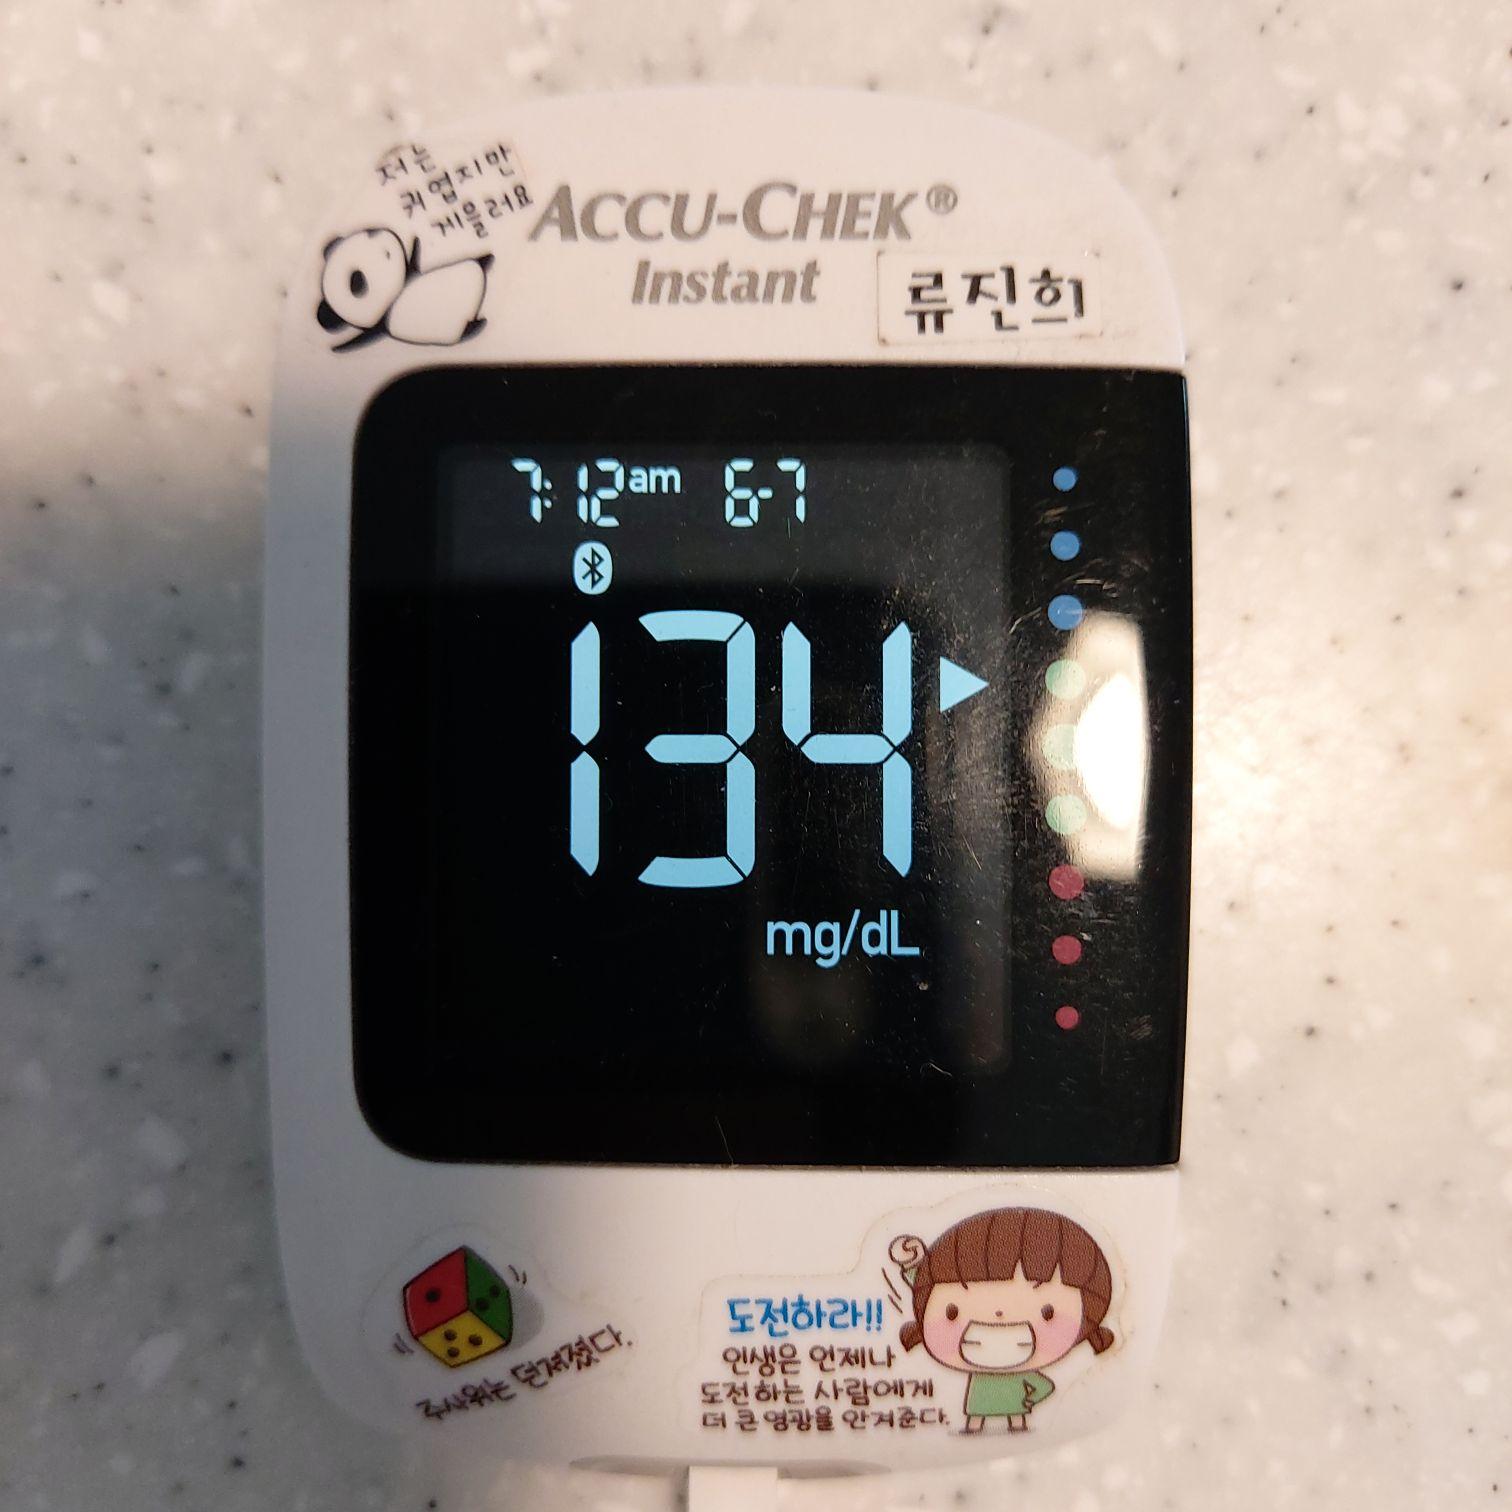 저는
귀엽지만
게을러요
ACCU-CHEK®
Instant
류진희
7:12am 6-7
134
mg/dL
주사위는 던져졌다.
도전하라!!
인생은 언제나
도전하는 사람에게
더 큰 영광을 안겨준다.